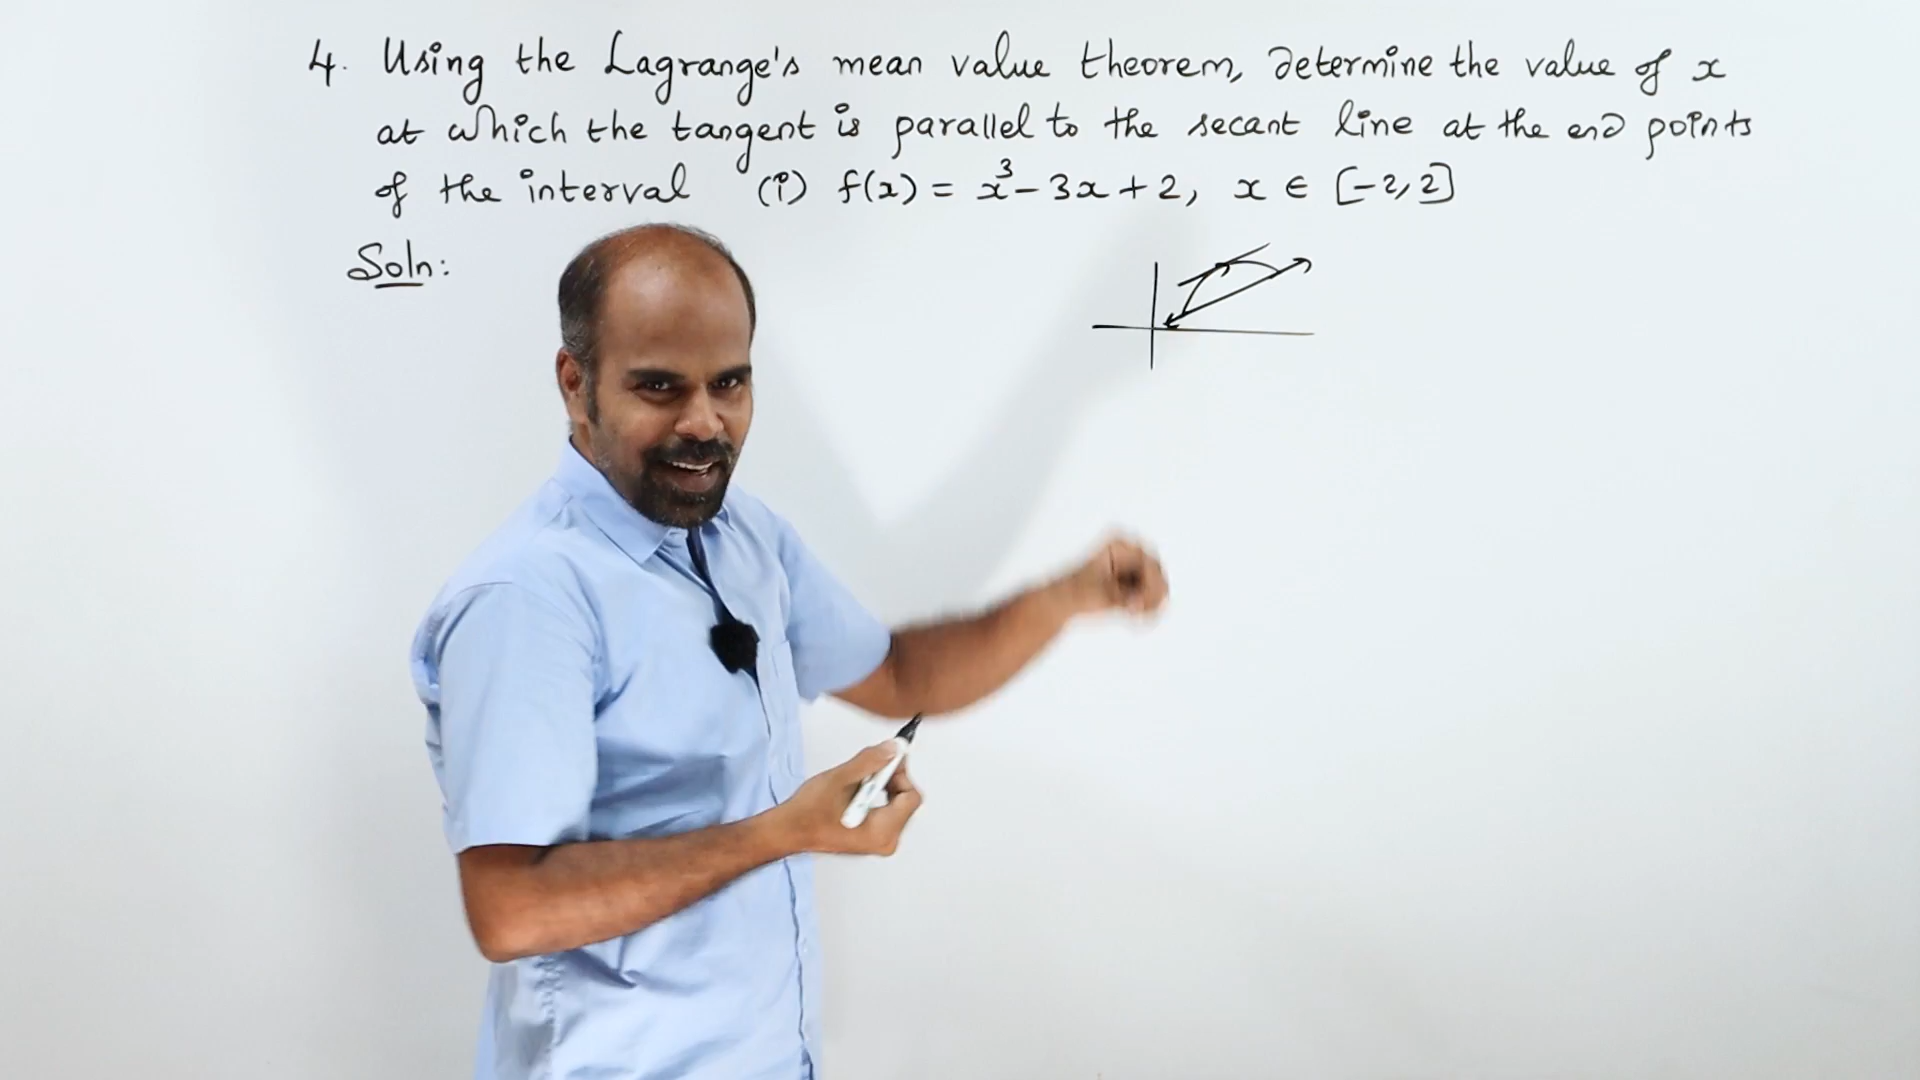 4. Using the Lagrange's mean value theorem, determine the value of x
at which the tangent is parallel to the secant line at the end points
of the interval (i) f(x) = x³ - 3x + 2, x ∈ [-2, 2]
Soln: